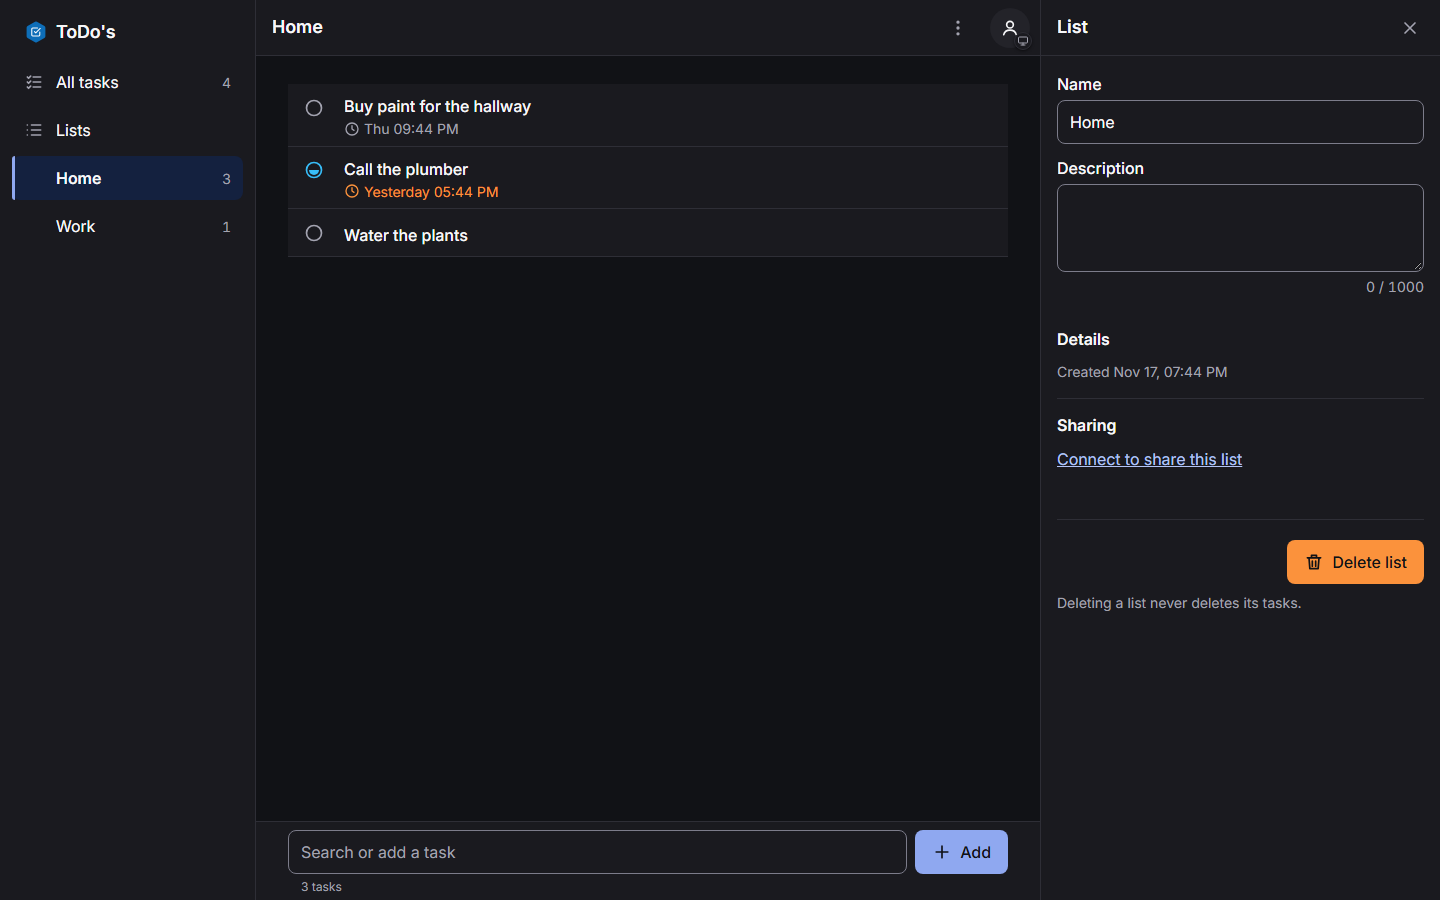 ToDo's
All tasks 4
Lists
Home 3
Work 1
Home
Buy paint for the hallway
Thu 09:44 PM
Call the plumber
Yesterday 05:44 PM
Water the plants
Search or add a task
Add
3 tasks
List
Name
Home
Description
0 / 1000
Details
Created Nov 17, 07:44 PM
Sharing
Connect to share this list
Delete list
Deleting a list never deletes its tasks.